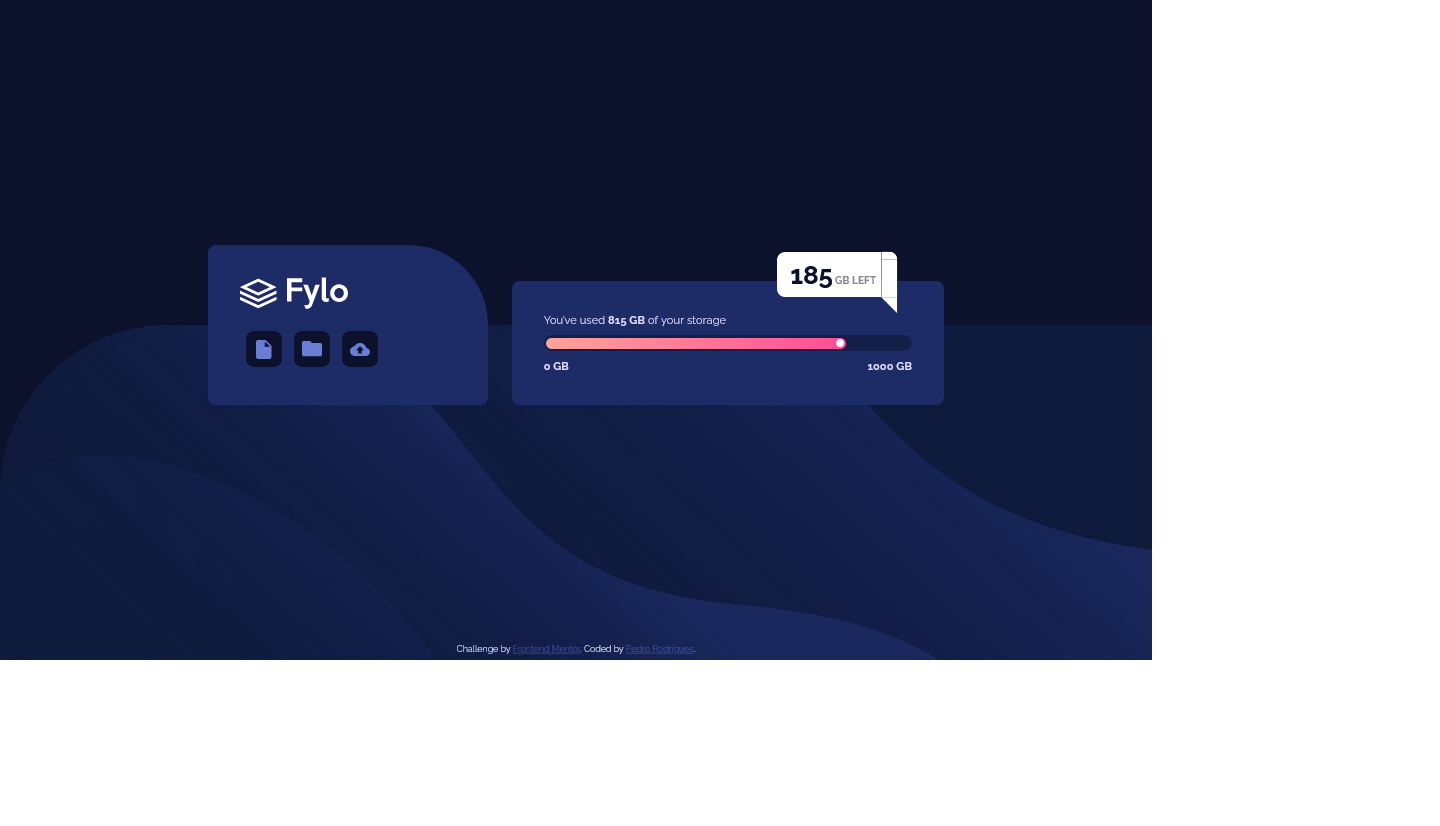 Fylo
185 GB LEFT
You've used 815 GB of your storage
0 GB 1000 GB
Challenge by Frontend Mentor. Coded by Pedro Rodrigues.